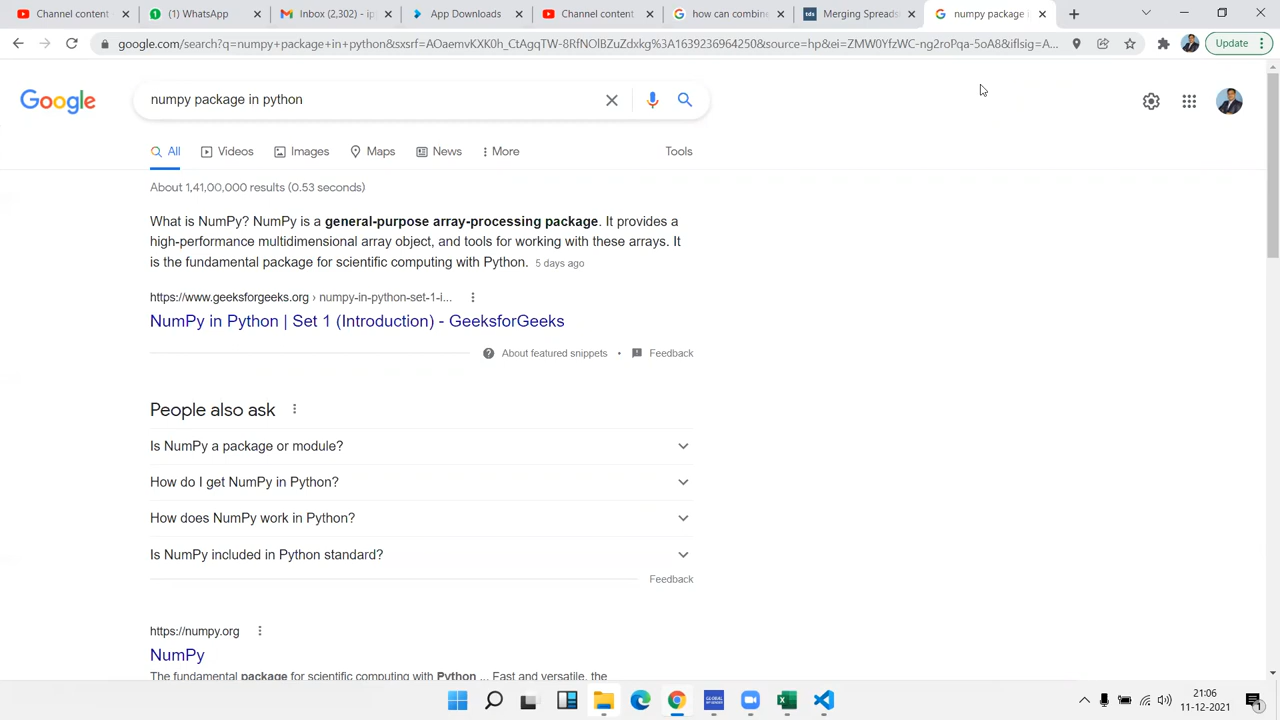 Channel content
(1) WhatsApp
Inbox (2,302) - ip
App Downloads
Channel content
how can combine
Merging Spreads
numpy package i
google.com/search?q=numpy+package+in+python&sxsrf=AOaemvK1K0h_CtAgqTW-8RfNOlBZuZdxkg%3A1639236964250&source=hp&ei=ZMW0YfzWC-ng2roPqa-5oA8&iflsig=A...
Update
Google
numpy package in python
All
Videos
Images
Maps
News
More
Tools
About 1,41,00,000 results (0.53 seconds)
What is NumPy? NumPy is a general-purpose array-processing package. It provides a
high-performance multidimensional array object, and tools for working with these arrays. It
is the fundamental package for scientific computing with Python. 5 days ago
https://www.geeksforgeeks.org › numpy-in-python-set-1-i...
NumPy in Python | Set 1 (Introduction) - GeeksforGeeks
About featured snippets • Feedback
People also ask
Is NumPy a package or module?
How do I get NumPy in Python?
How does NumPy work in Python?
Is NumPy included in Python standard?
Feedback
https://numpy.org
NumPy
The fundamental package for scientific computing with Python ... Fast and versatile, the
21:06
11-12-2021